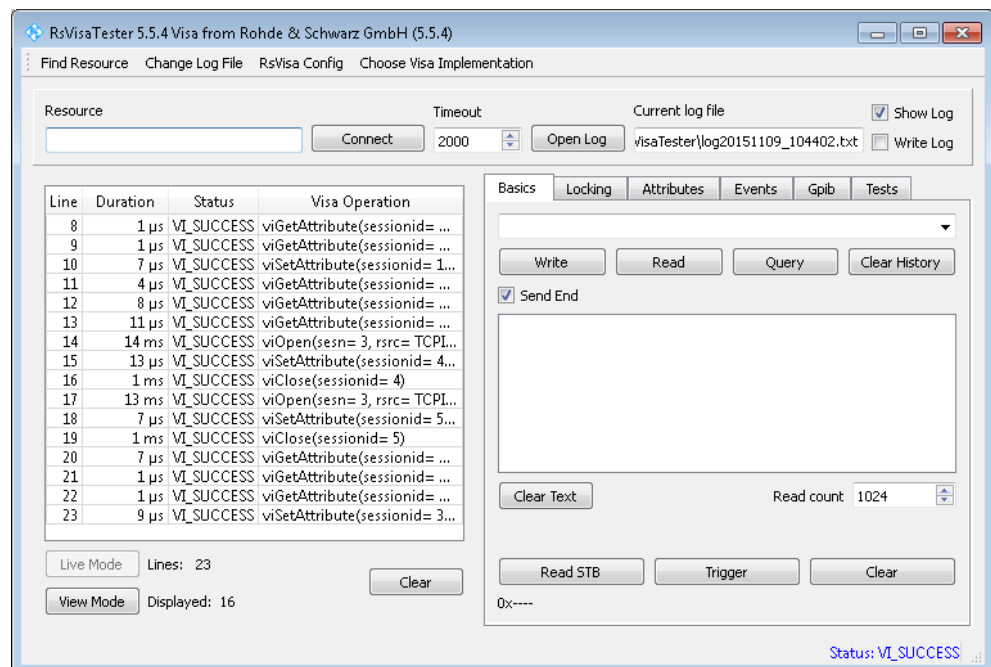 RsVisaTester 5.5.4 Visa from Rohde & Schwarz GmbH (5.5.4)
Find Resource Change Log File RsVisa Config Choose Visa Implementation
Resource Timeout Current log file Show Log
Connect 2000 Open Log VisaTester\log20151109_104402.txt Write Log
Line Duration Status Visa Operation
8 1 µs VI_SUCCESS viGetAttribute(sessionid= ...
9 1 µs VI_SUCCESS viGetAttribute(sessionid= ...
10 7 µs VI_SUCCESS viSetAttribute(sessionid= 1...
11 4 µs VI_SUCCESS viGetAttribute(sessionid= ...
12 8 µs VI_SUCCESS viGetAttribute(sessionid= ...
13 11 µs VI_SUCCESS viGetAttribute(sessionid= ...
14 14 ms VI_SUCCESS viOpen(sesn= 3, rsrc= TCPI...
15 13 µs VI_SUCCESS viSetAttribute(sessionid= 4...
16 1 ms VI_SUCCESS viClose(sessionid= 4)
17 13 ms VI_SUCCESS viOpen(sesn= 3, rsrc= TCPI...
18 7 µs VI_SUCCESS viSetAttribute(sessionid= 5...
19 1 ms VI_SUCCESS viClose(sessionid= 5)
20 7 µs VI_SUCCESS viGetAttribute(sessionid= ...
21 1 µs VI_SUCCESS viGetAttribute(sessionid= ...
22 1 µs VI_SUCCESS viGetAttribute(sessionid= ...
23 9 µs VI_SUCCESS viSetAttribute(sessionid= 3...
Live Mode Lines: 23
Clear
View Mode Displayed: 16
Basics Locking Attributes Events Gpib Tests
Write Read Query Clear History
Send End
Clear Text Read count 1024
Read STB Trigger Clear
0x----
Status: VI_SUCCESS